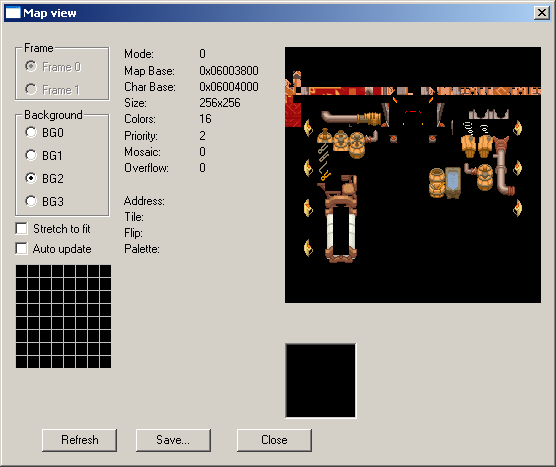 Map view
Frame
Frame 0
Frame 1
Background
BG0
BG1
BG2
BG3
Stretch to fit
Auto update
Mode: 0
Map Base: 0x06003800
Char Base: 0x06004000
Size: 256x256
Colors: 16
Priority: 2
Mosaic: 0
Overflow: 0
Address:
Tile:
Flip:
Palette:
Refresh
Save...
Close